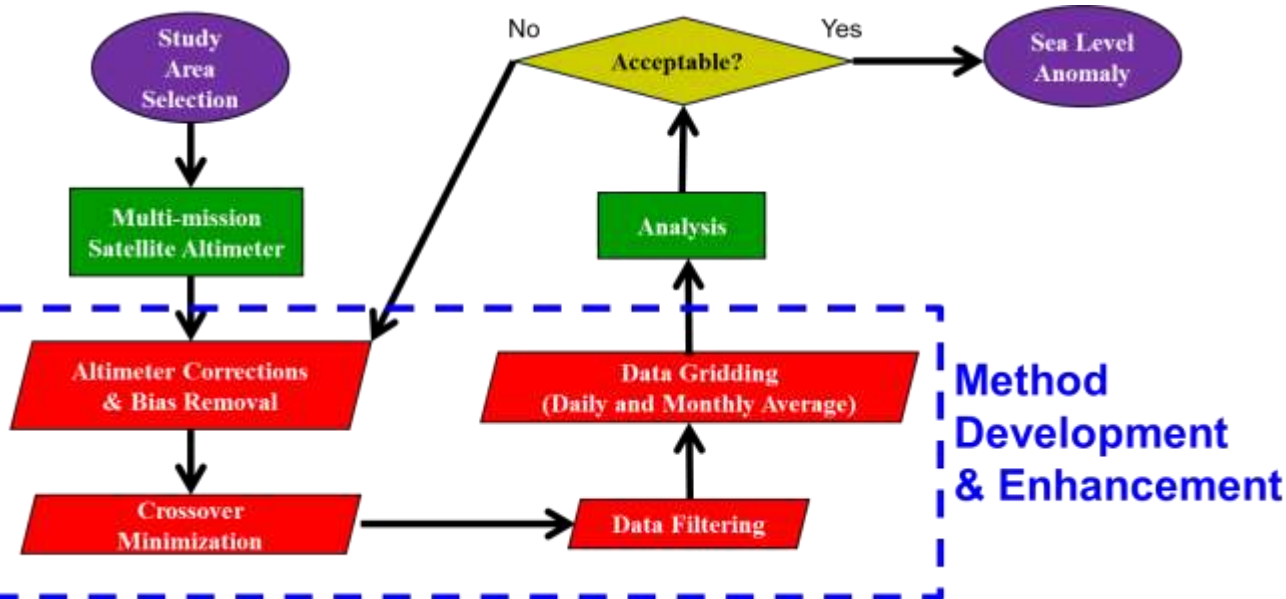 Study
Area
Selection
Multi-mission
Satellite Altimeter
Altimeter Corrections
& Bias Removal
Crossover
Minimization
Data Filtering
Data Gridding
(Daily and Monthly Average)
Analysis
Acceptable?
No
Yes
Sea Level
Anomaly
Method
Development
& Enhancement